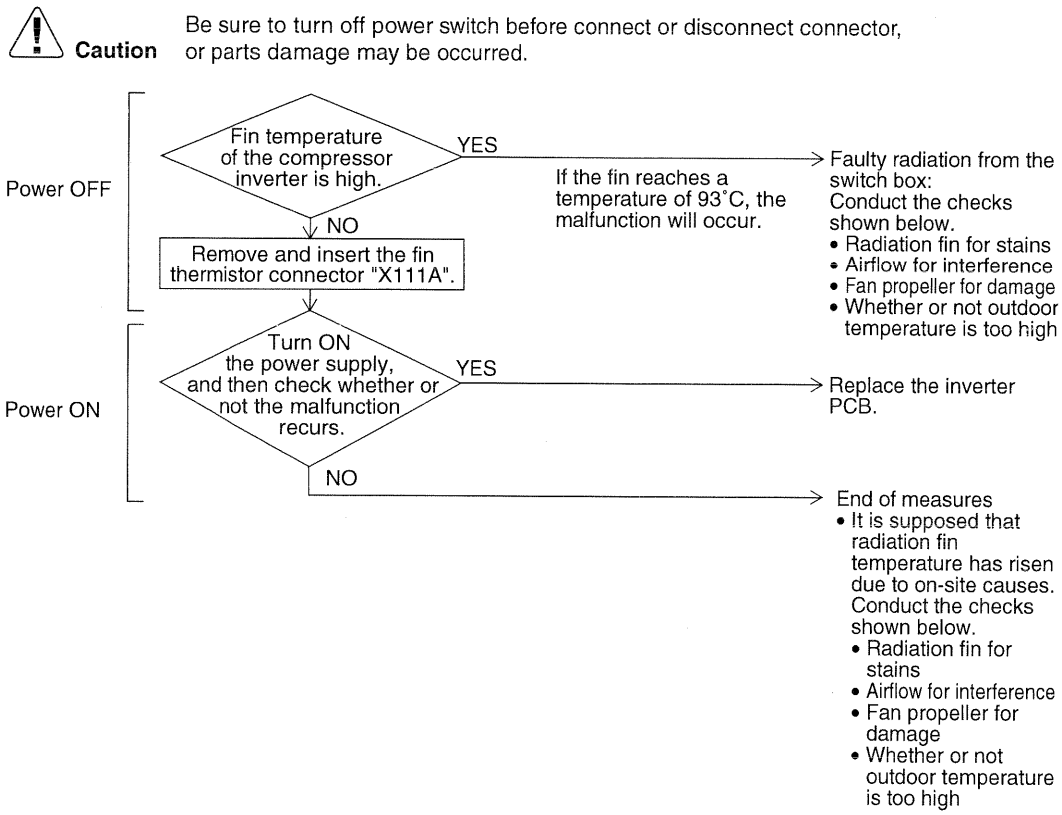 Be sure to turn off power switch before connect or disconnect connector,
Caution or parts damage may be occurred.
Power OFF
Fin temperature
of the compressor
inverter is high.
YES
If the fin reaches a
temperature of 93°C, the
malfunction will occur.
Faulty radiation from the
switch box:
Conduct the checks
shown below.
• Radiation fin for stains
• Airflow for interference
• Fan propeller for damage
• Whether or not outdoor
temperature is too high
NO
Remove and insert the fin
thermistor connector "X111A".
Power ON
Turn ON
the power supply,
and then check whether or
not the malfunction
recurs.
YES
Replace the inverter
PCB.
NO
End of measures
• It is supposed that
radiation fin
temperature has risen
due to on-site causes.
Conduct the checks
shown below.
• Radiation fin for
stains
• Airflow for interference
• Fan propeller for
damage
• Whether or not
outdoor temperature
is too high